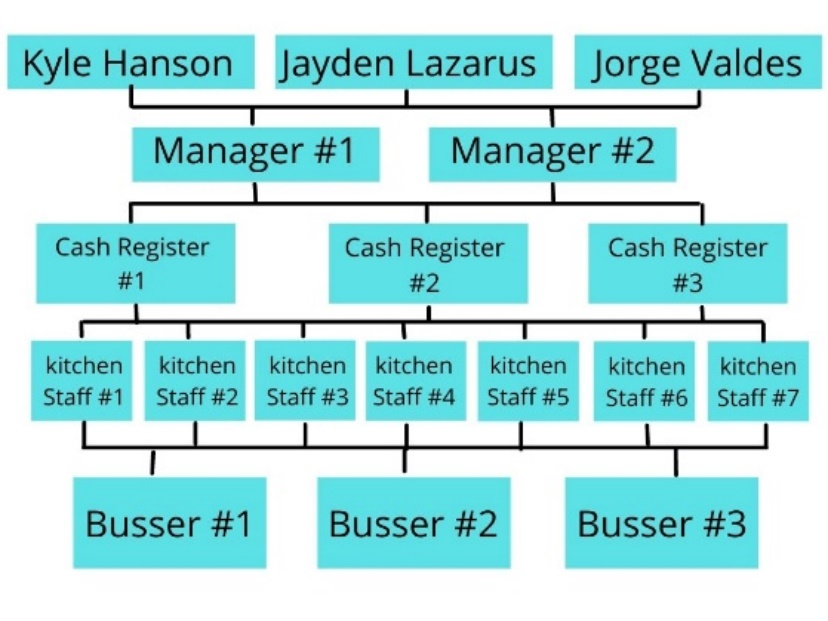 Kyle Hanson
Jayden Lazarus
Jorge Valdes
Manager #1
Manager #2
Cash Register
#1
Cash Register
#2
Cash Register
#3
kitchen
Staff #1
kitchen
Staff #2
kitchen
Staff #3
kitchen
Staff #4
kitchen
Staff #5
kitchen
Staff #6
kitchen
Staff #7
Busser #1
Busser #2
Busser #3